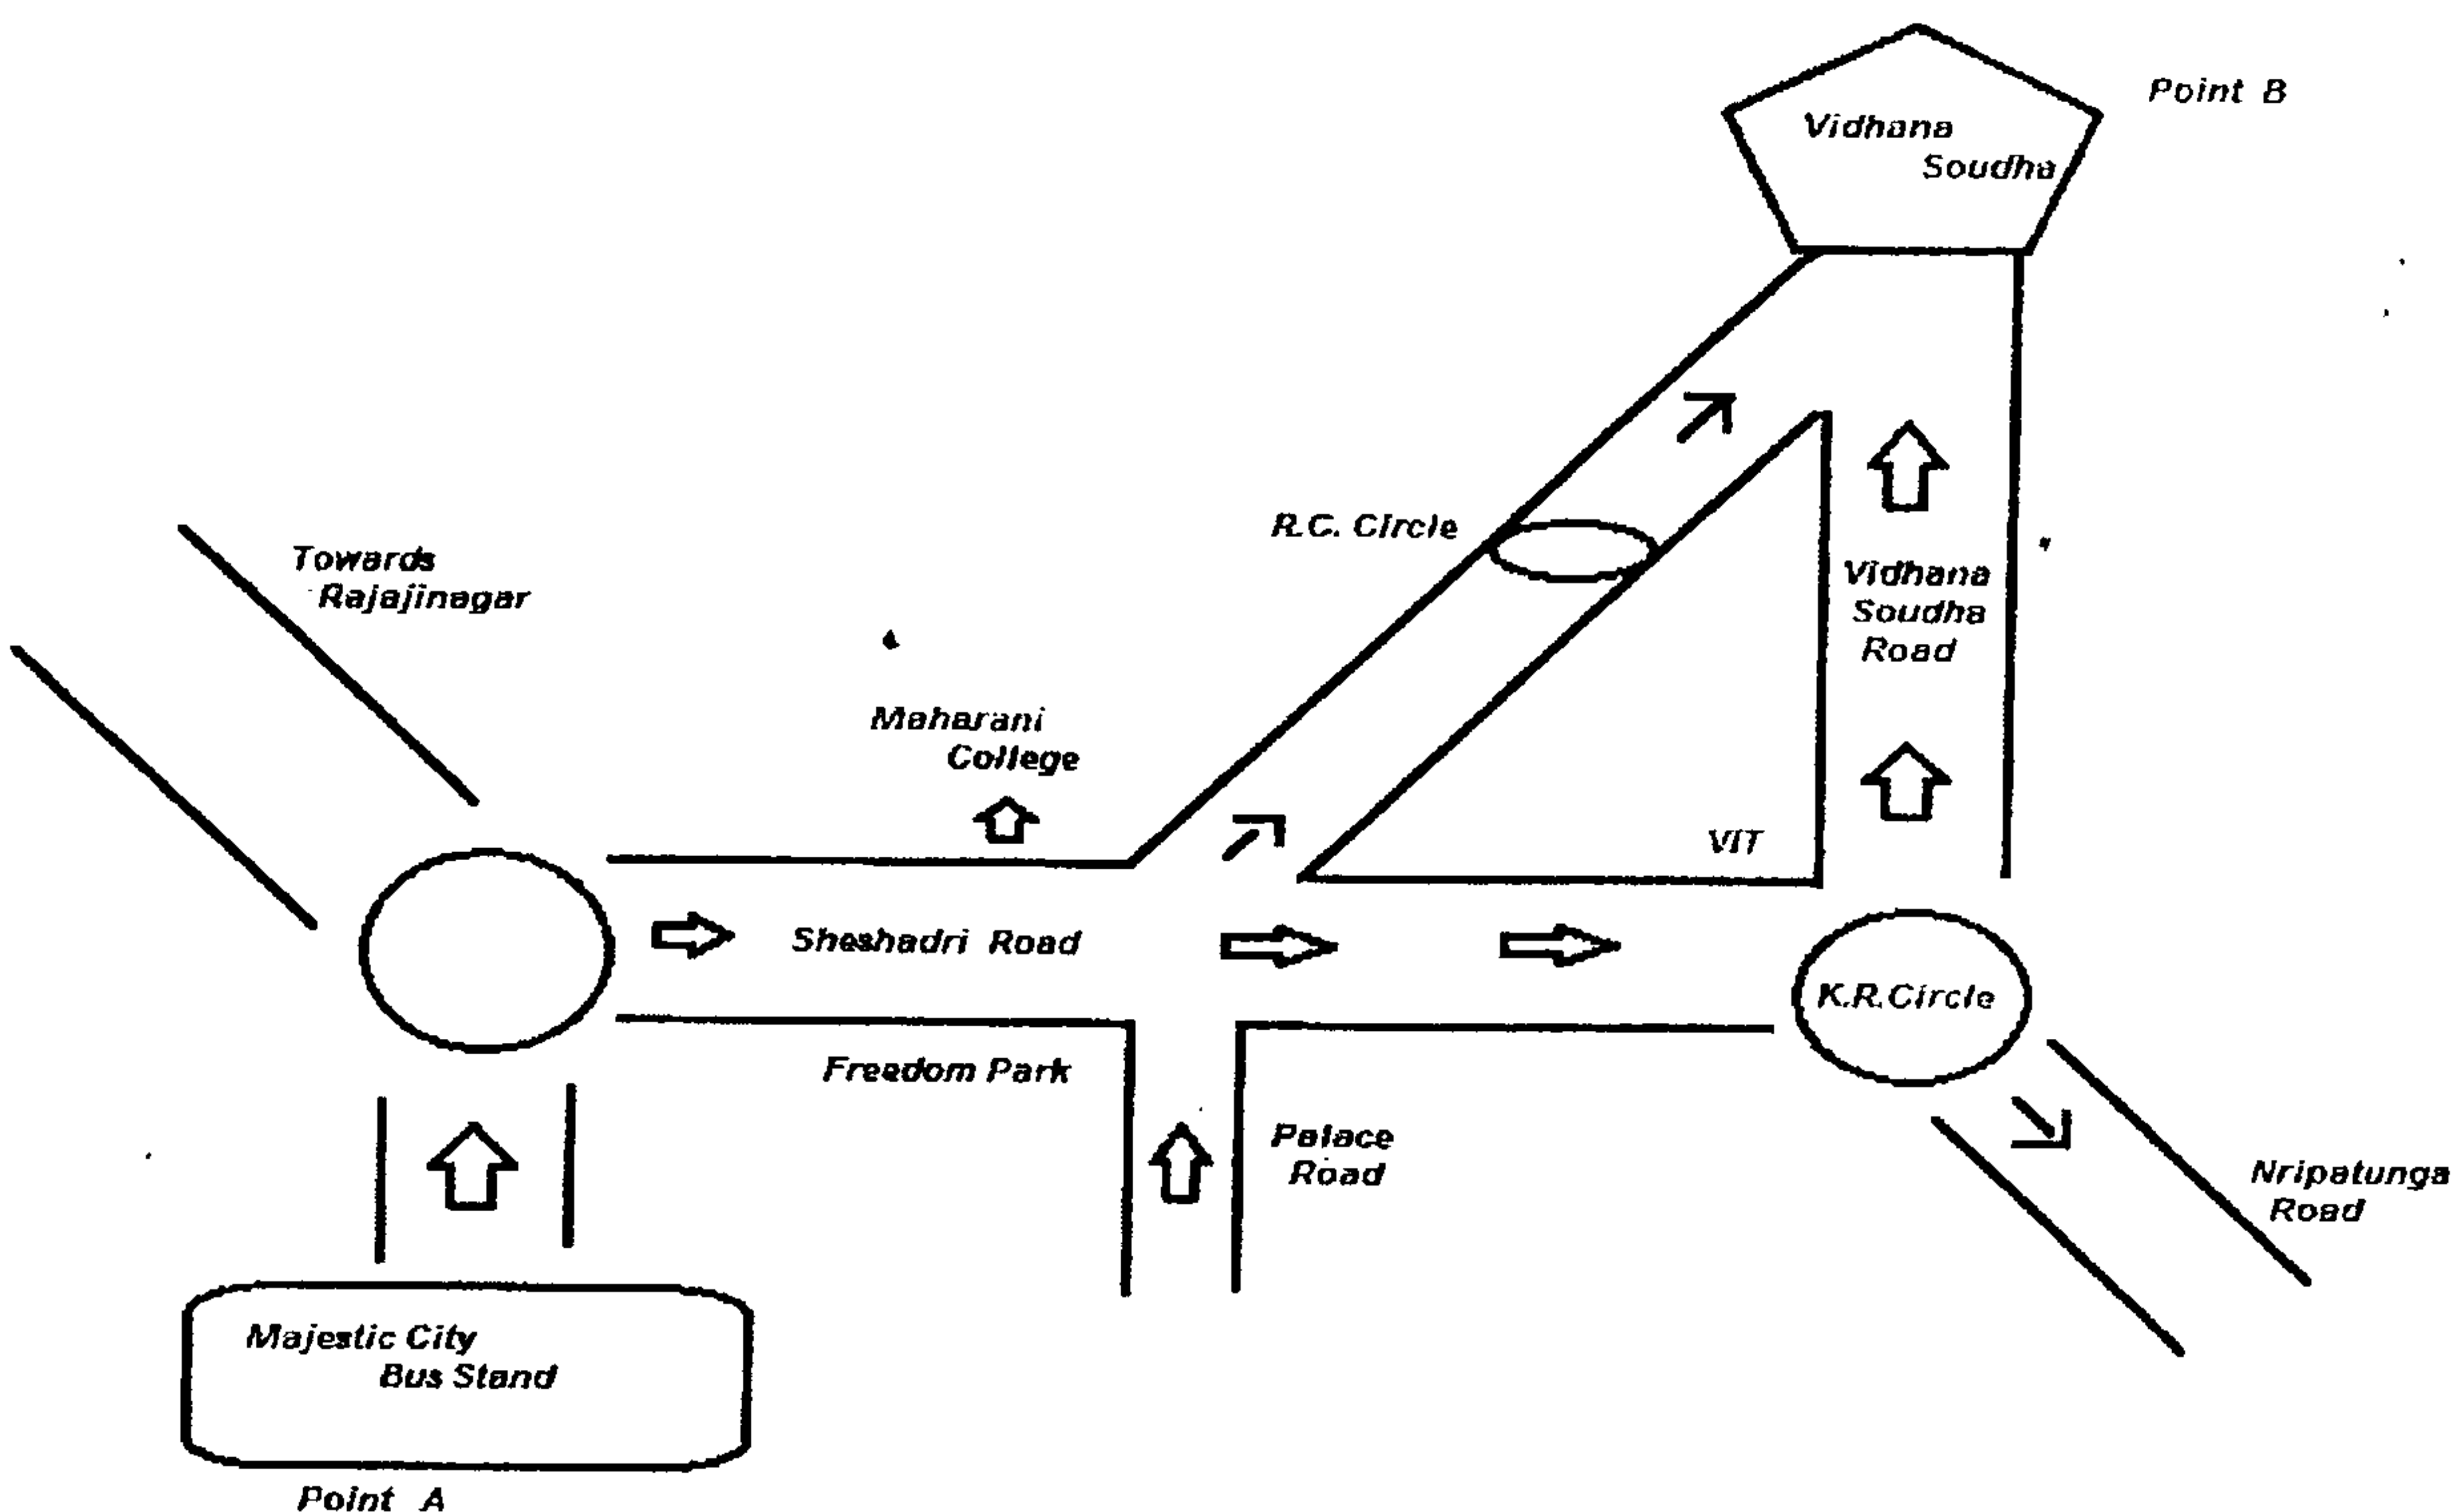 Point B
Vidhana
Soudha
R.C. Circle
Towards
Rajajinagar
Vidhana
Soudha
Road
Maharani
College
VIT
Sheshadri Road
K.R.Circle
Freedom Park
Palace
Road
Nripatunga
Road
Majestic City
Bus Stand
Point A